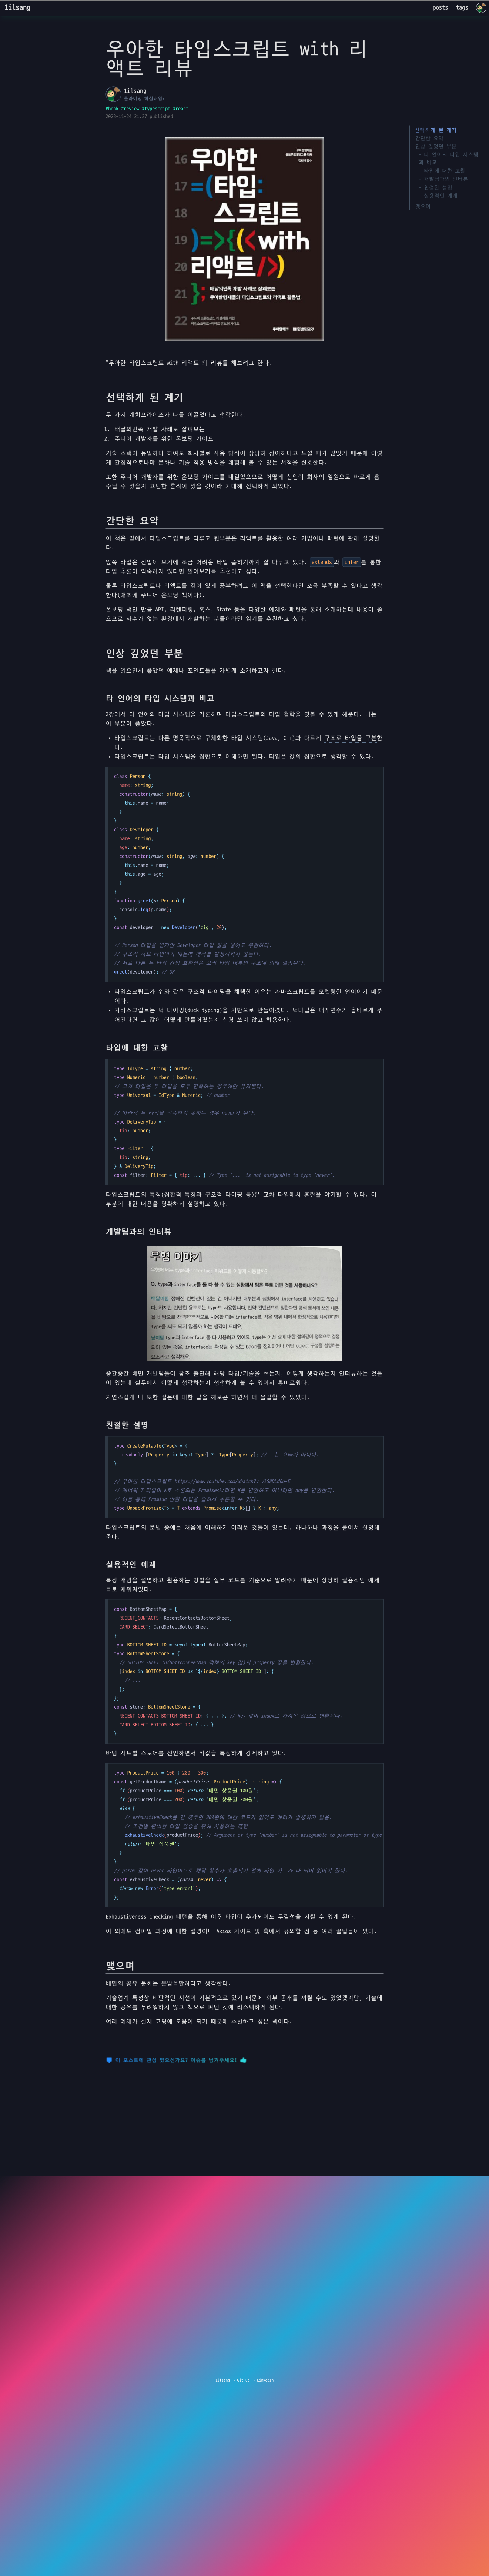 1ilsang
posts tags
우아한 타입스크립트 with 리
액트 리뷰
1ilsang
#book #review #typescript #react
2023-11-24 21:37 published
선택하게 된 계기
간단한 요약
인상 깊었던 부분
- 타 언어의 타입 시스템
과 비교
- 타입에 대한 고찰
- 개발팀과의 인터뷰
- 친절한 설명
- 실용적인 예제
맺으며
16 우아한
17 =(타입:
18 스크립트
19 )=>{(<with
20 리액트/>)
21 };
배달의민족 개발 사례로 살펴보는
우아한형제들의 타입스크립트와 리액트 활용법
22
"우아한 타입스크립트 with 리액트"의 리뷰를 해보려고 한다.
선택하게 된 계기
두 가지 캐치프라이즈가 나를 이끌었다고 생각한다.
1. 배달의민족 개발 사례로 살펴보는
2. 주니어 개발자를 위한 온보딩 가이드
기술 스택이 동일하다 하여도 회사별로 사용 방식이 상당히 상이하다고 느낄 때가 많았기 때문에 이렇
게 간접적으로나마 문화나 기술 적용 방식을 체험해 볼 수 있는 서적을 선호한다.
또한 주니어 개발자를 위한 온보딩 가이드를 내걸었으므로 어떻게 신입이 회사의 일원으로 빠르게 흡
수될 수 있을지 고민한 흔적이 있을 것이라 기대해 선택하게 되었다.
간단한 요약
이 책은 앞에서 타입스크립트를 다루고 뒷부분은 리액트를 활용한 여러 기법이나 패턴에 관해 설명한
다.
앞쪽 타입은 신입이 보기에 조금 어려운 타입 좁히기까지 잘 다루고 있다. extends와 infer를 통한
타입 추론이 익숙하지 않다면 읽어보기를 추천하고 싶다.
물론 타입스크립트나 리액트를 깊이 있게 공부하려고 이 책을 선택한다면 조금 부족할 수 있다고 생각
한다(애초에 주니어 온보딩 책이다).
온보딩 책인 만큼 API, 리렌더링, 훅스, State 등을 다양한 예제와 패턴을 통해 소개하는데 내용이 좋
으므로 사수가 없는 환경에서 개발하는 분들이라면 읽기를 추천하고 싶다.
인상 깊었던 부분
책을 읽으면서 좋았던 예제나 포인트들을 가볍게 소개하고자 한다.
타 언어의 타입 시스템과 비교
2장에서 타 언어의 타입 시스템을 거론하며 타입스크립트의 타입 철학을 엿볼 수 있게 해준다. 나는
이 부분이 좋았다.
• 타입스크립트는 다른 명목적으로 구체화한 타입 시스템(Java, C++)과 다르게 구조로 타입을 구분한
다.
• 타입스크립트는 타입 시스템을 집합으로 이해하면 된다. 타입은 값의 집합으로 생각할 수 있다.
class Person {
name: string;
constructor(name: string) {
this.name = name;
}
}
class Developer {
name: string;
age: number;
constructor(name: string, age: number) {
this.name = name;
this.age = age;
}
}
function greet(p: Person) {
console.log(p.name);
}
const developer = new Developer('zig', 20);
// Person 타입을 받지만 Developer 타입 값을 넣어도 무관하다.
// 구조적 서브 타입이기 때문에 에러를 발생시키지 않는다.
// 서로 다른 두 타입 간의 호환성은 오직 타입 내부의 구조에 의해 결정된다.
greet(developer); // OK
• 타입스크립트가 위와 같은 구조적 타이핑을 채택한 이유는 자바스크립트를 모델링한 언어이기 때문
이다.
• 자바스크립트는 덕 타이핑(duck typing)을 기반으로 만들어졌다. 덕타입은 매개변수가 올바르게 주
어진다면 그 값이 어떻게 만들어졌는지 신경 쓰지 않고 허용한다.
타입에 대한 고찰
type IdType = string | number;
type Numeric = number | boolean;
// 교차 타입은 두 타입을 모두 만족하는 경우에만 유지된다.
type Universal = IdType & Numeric; // number
// 따라서 두 타입을 만족하지 못하는 경우 never가 된다.
type DeliveryTip = {
tip: number;
}
type Filter = {
tip: string;
} & DeliveryTip;
const filter: Filter = { tip: ... } // Type '...' is not assignable to type 'never'.
타입스크립트의 특징(집합적 특징과 구조적 타이핑 등)은 교차 타입에서 혼란을 야기할 수 있다. 이
부분에 대한 내용을 명확하게 설명하고 있다.
개발팀과의 인터뷰
우형 이야기
Q. type과 interface를 둘 다 쓸 수 있는 상황에서 팀은 주로 어떤 것을 사용하나요?
중간중간 배민 개발팀들이 찬조 출연해 해당 타입/기술을 쓰는지, 어떻게 생각하는지 인터뷰하는 것들
이 있는데 실무에서 어떻게 생각하는지 생생하게 볼 수 있어서 흥미로웠다.
자연스럽게 나 또한 질문에 대한 답을 해보곤 하면서 더 몰입할 수 있었다.
친절한 설명
type CreateMutable<Type> = {
-readonly [Property in keyof Type]-?: Type[Property]; // - 는 오타가 아니다.
};
// 제너릭 T 타입의 K로 추론되는 Promise<K>라면 K를 반환하고 아니라면 any를 반환한다.
// 이를 통해 Promise 반환 타입을 좁혀서 추론할 수 있다.
type UnpackPromise<T> = T extends Promise<infer K>[] ? K : any;
타입스크립트의 문법 중에는 처음에 이해하기 어려운 것들이 있는데, 하나하나 과정을 풀어서 설명해
준다.
실용적인 예제
특정 개념을 설명하고 활용하는 방법을 실무 코드를 기준으로 알려주기 때문에 상당히 실용적인 예제
들로 채워져있다.
const BottomSheetMap = {
RECENT_CONTACTS: RecentContactsBottomSheet,
CARD_SELECT: CardSelectBottomSheet,
};
type BOTTOM_SHEET_ID = keyof typeof BottomSheetMap;
type BottomSheetStore = {
// BOTTOM_SHEET_ID(BottomSheetMap 객체의 key 값)의 property 값을 변환한다.
[index in BOTTOM_SHEET_ID as `${index}_BOTTOM_SHEET_ID`]: {
// ...
};
};
const store: BottomSheetStore = {
RECENT_CONTACTS_BOTTOM_SHEET_ID: { ... }, // key 값이 index로 가져온 값으로 변환된다.
CARD_SELECT_BOTTOM_SHEET_ID: { ... },
};
바텀 시트별 스토어를 선언하면서 키값을 특정하게 강제하고 있다.
type ProductPrice = 100 | 200 | 300;
const getProductName = (productPrice: ProductPrice): string => {
if (productPrice === 100) return '배민 상품권 100원';
if (productPrice === 200) return '배민 상품권 200원';
else {
// exhaustiveCheck를 안 해주면 300원에 대한 코드가 없어도 에러가 발생하지 않음.
// 조건별 완벽한 타입 검증을 위해 사용하는 패턴
exhaustiveCheck(productPrice); // Argument of type 'number' is not assignable to parameter of type
return '배민 상품권';
}
};
// param 값이 never 타입이므로 해당 함수가 호출되기 전에 타입 가드가 다 되어 있어야 한다.
const exhaustiveCheck = (param: never) => {
throw new Error('type error!');
};
Exhaustiveness Checking 패턴을 통해 이후 타입이 추가되어도 무결성을 지킬 수 있게 된다.
이 외에도 컴파일 과정에 대한 설명이나 Axios 가이드 및 훅에서 유의할 점 등 여러 꿀팁들이 있다.
맺으며
배민의 공유 문화는 본받을만하다고 생각한다.
기술업계 특성상 비판적인 시선이 기본적으로 있기 때문에 외부 공개를 꺼릴 수도 있었겠지만, 기술에
대한 공유를 두려워하지 않고 책으로 펴낸 것에 리스펙하게 된다.
여러 예제가 실제 코딩에 도움이 되기 때문에 추천하고 싶은 책이다.
이 포스트에 관심 있으신가요? 이슈를 남겨주세요!
1ilsang • GitHub • LinkedIn